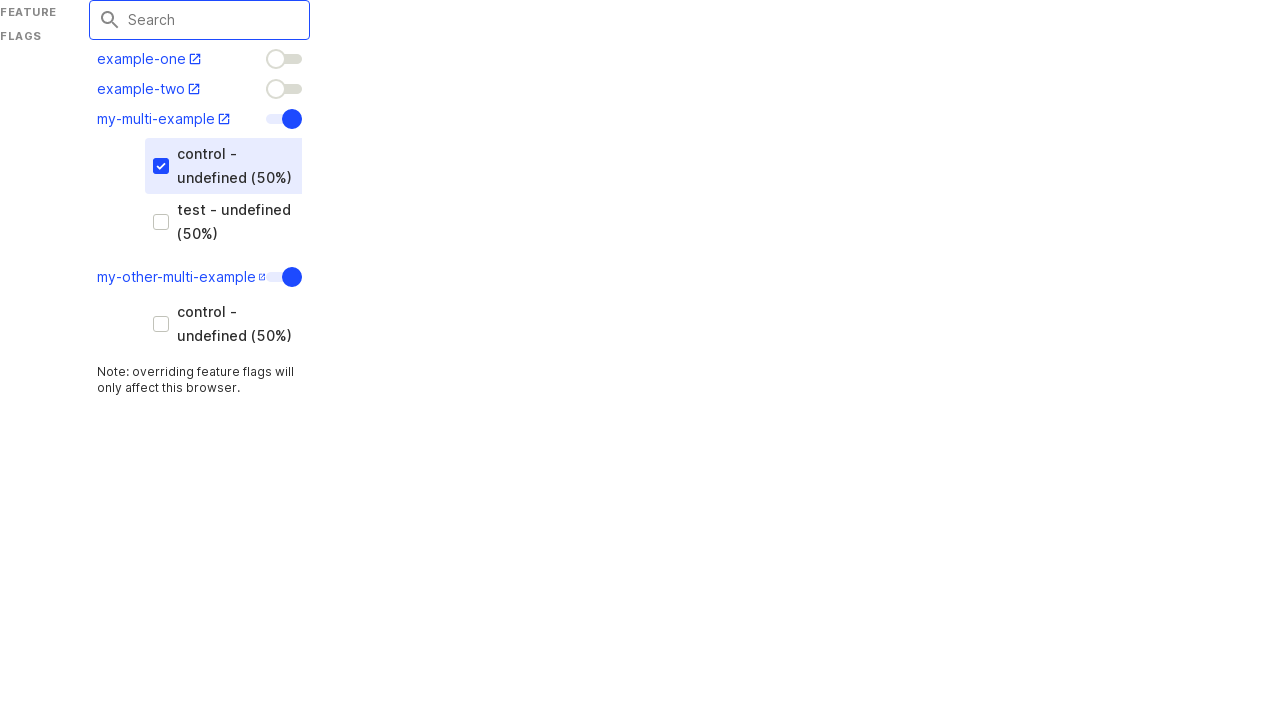 FEATURE
FLAGS
Search
example-one
example-two
my-multi-example
control -
undefined (50%)
test - undefined
(50%)
my-other-multi-example
control -
undefined (50%)
Note: overriding feature flags will
only affect this browser.